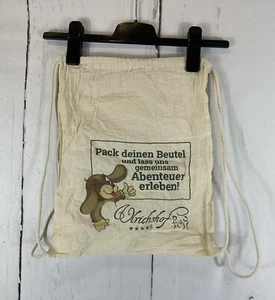 Pack deinen Beutel
und lass uns
gemeinsam
Abenteuer
erleben!
Ulrichshof
★★★★S